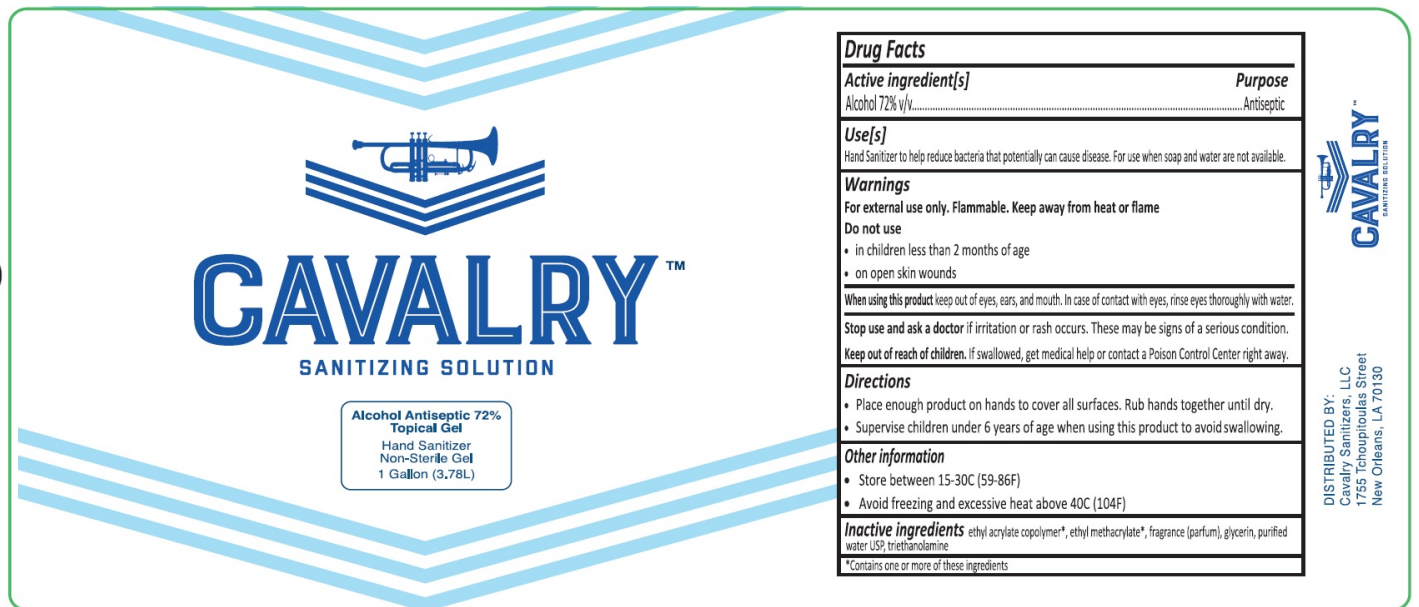 CAVALRY™
SANITIZING SOLUTION
Alcohol Antiseptic 72%
Topical Gel
Hand Sanitizer
Non-Sterile Gel
1 Gallon (3.78L)
Drug Facts
Active ingredient[s] Purpose
Alcohol 72% v/v.......................................................Antiseptic
Use[s]
Hand Sanitizer to help reduce bacteria that potentially can cause disease. For use when soap and water are not available.
Warnings
For external use only. Flammable. Keep away from heat or flame
Do not use
• in children less than 2 months of age
• on open skin wounds
When using this product keep out of eyes, ears, and mouth. In case of contact with eyes, rinse eyes thoroughly with water.
Stop use and ask a doctor if irritation or rash occurs. These may be signs of a serious condition.
Keep out of reach of children. If swallowed, get medical help or contact a Poison Control Center right away.
Directions
• Place enough product on hands to cover all surfaces. Rub hands together until dry.
• Supervise children under 6 years of age when using this product to avoid swallowing.
Other information
• Store between 15-30C (59-86F)
• Avoid freezing and excessive heat above 40C (104F)
Inactive ingredients ethyl acrylate copolymer*, ethyl methacrylate*, fragrance (parfum), glycerin, purified
water USP, triethanolamine
*Contains one or more of these ingredients
CAVALRY™
SANITIZING SOLUTION
DISTRIBUTED BY:
Cavalry Sanitizers, LLC
1755 Tchoupitoulas Street
New Orleans, LA 70130